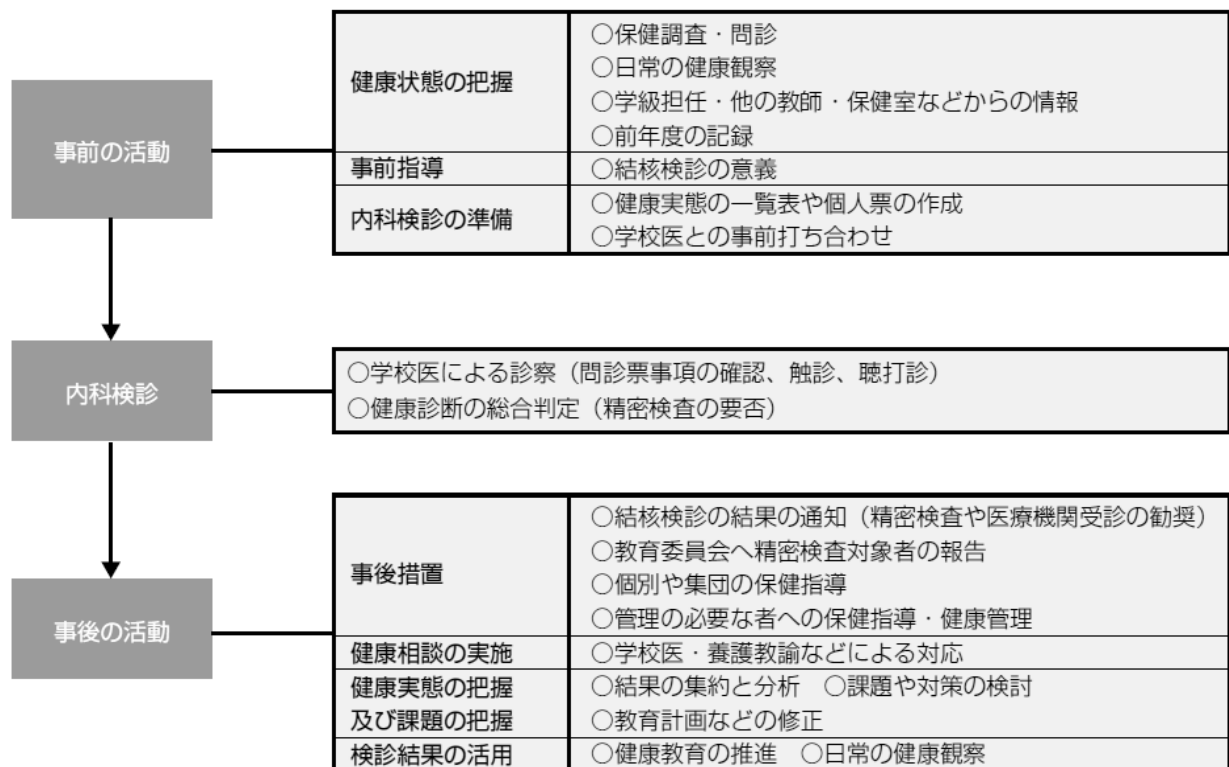 事前の活動
健康状態の把握
○保健調査・問診
○日常の健康観察
○学級担任・他の教師・保健室などからの情報
○前年度の記録
事前指導
○結核検診の意義
内科検診の準備
○健康実態の一覧表や個人票の作成
○学校医との事前打ち合わせ
内科検診
○学校医による診察（問診票事項の確認、触診、聴打診）
○健康診断の総合判定（精密検査の要否）
事後の活動
事後措置
○結核検診の結果の通知（精密検査や医療機関受診の勧奨）
○教育委員会へ精密検査対象者の報告
○個別や集団の保健指導
○管理の必要な者への保健指導・健康管理
健康相談の実施
○学校医・養護教諭などによる対応
健康実態の把握
及び課題の把握
○結果の集約と分析　○課題や対策の検討
○教育計画などの修正
検診結果の活用
○健康教育の推進　○日常の健康観察